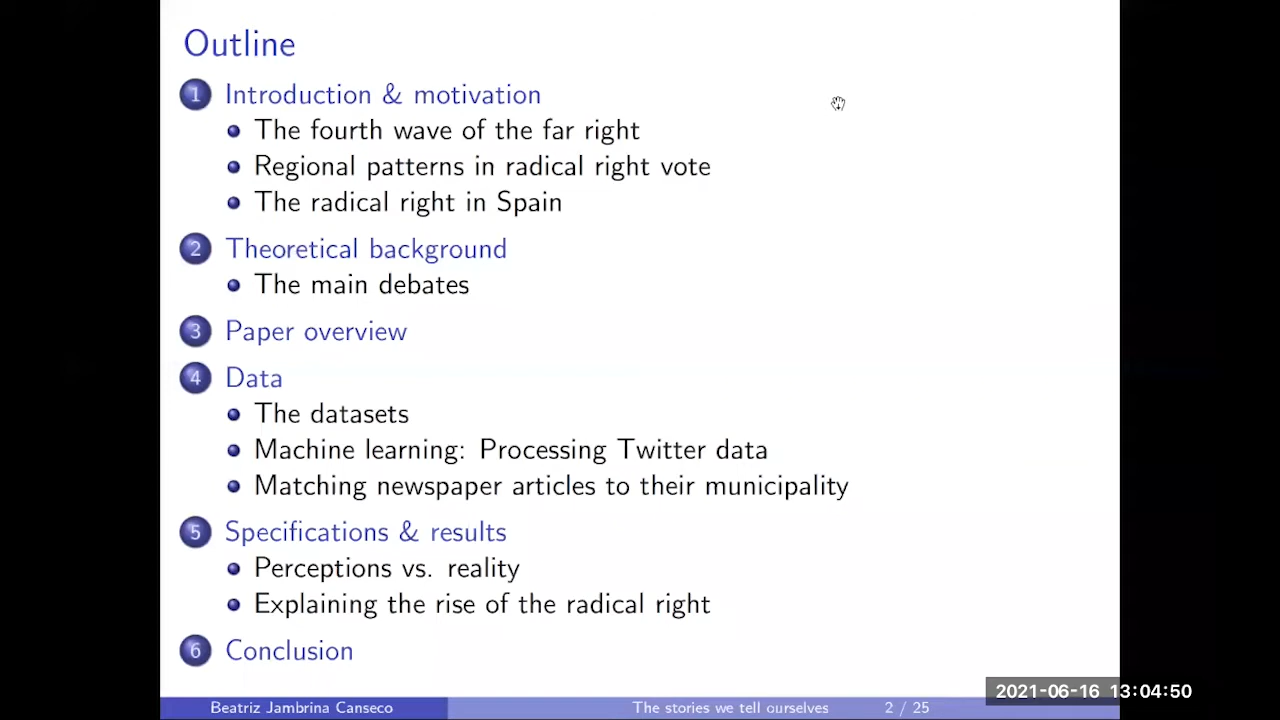 Outline
1 Introduction & motivation
The fourth wave of the far right
Regional patterns in radical right vote
The radical right in Spain
2 Theoretical background
The main debates
3 Paper overview
4 Data
The datasets
Machine learning: Processing Twitter data
Matching newspaper articles to their municipality
5 Specifications & results
Perceptions vs. reality
Explaining the rise of the radical right
6 Conclusion
2021-06-16 13:04:50
Beatriz Jambrina Canseco The stories we tell ourselves 2 / 25